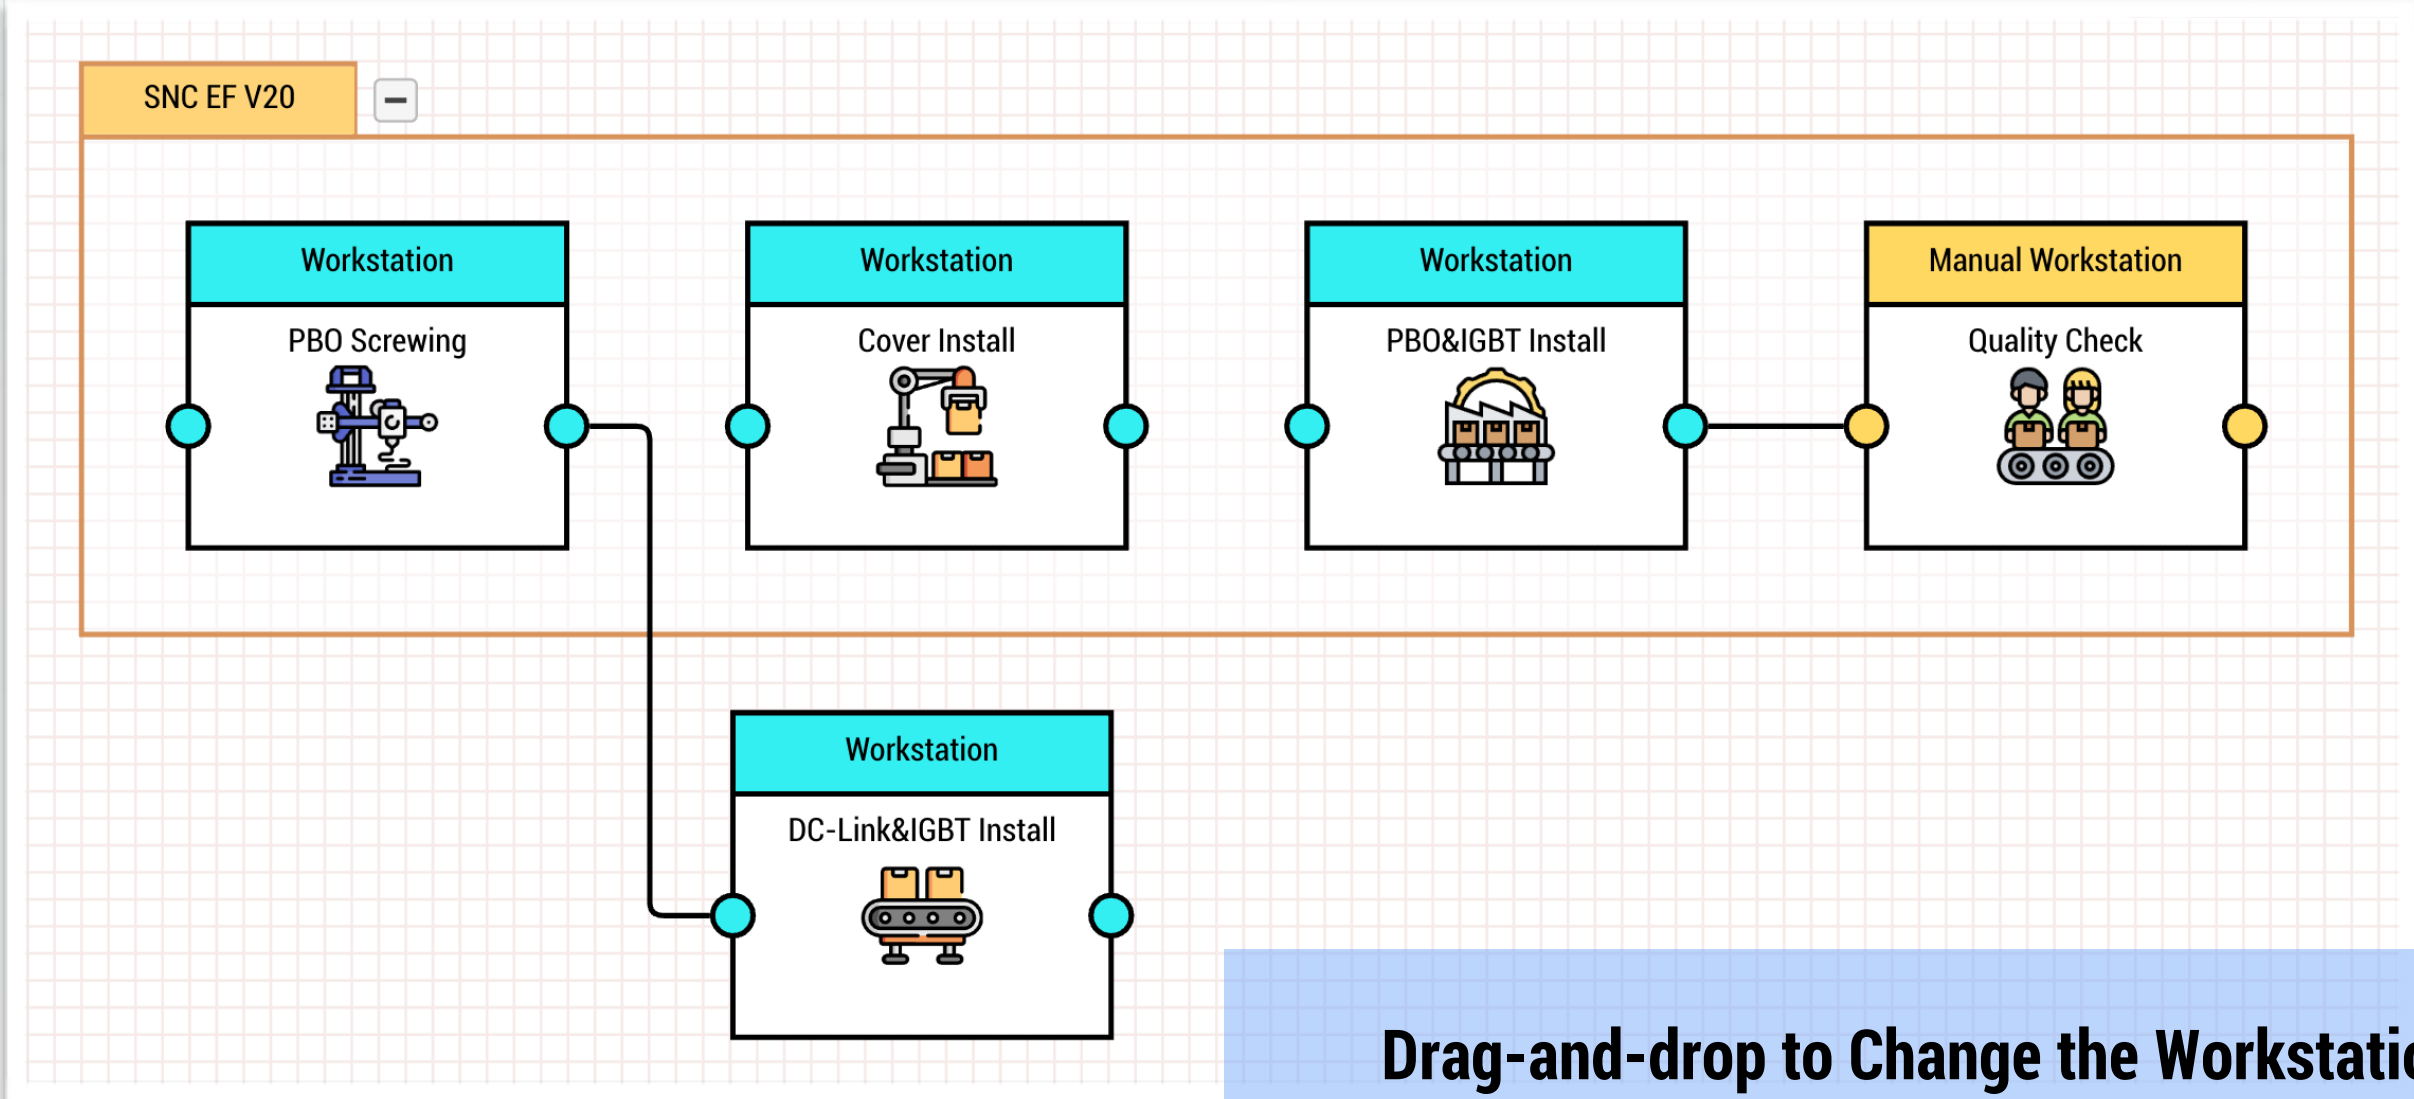 SNC EF V20
Workstation
PBO Screwing
Workstation
Cover Install
Workstation
PBO&IGBT Install
Manual Workstation
Quality Check
Workstation
DC-Link&IGBT Install
Drag-and-drop to Change the